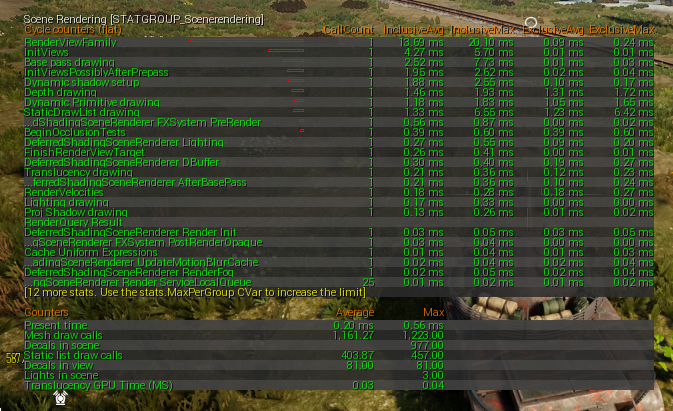 Scene Rendering [STATGROUP_Scenerendering]
Cycle counters (flat) CallCount InclusiveAvg InclusiveMax ExclusiveAvg ExclusiveMax
RenderViewFamily 1 13.69 ms 20.10 ms 0.09 ms 0.24 ms
InitViews 1 4.27 ms 5.70 ms 0.01 ms 0.01 ms
Base pass drawing 1 2.52 ms 7.73 ms 0.01 ms 0.03 ms
InitViewsPossiblyAfterPrepass 1 1.95 ms 2.62 ms 0.02 ms 0.04 ms
Dynamic shadow setup 1 1.88 ms 2.55 ms 0.10 ms 0.17 ms
Depth drawing 1 1.46 ms 1.93 ms 1.31 ms 1.72 ms
Dynamic Primitive drawing 1 1.18 ms 1.83 ms 1.05 ms 1.65 ms
StaticDrawList drawing 1 1.33 ms 6.55 ms 1.23 ms 6.42 ms
...dShadingSceneRenderer FXSystem PreRender 1 0.56 ms 0.87 ms 0.00 ms 0.02 ms
BeginOcclusionTests 1 0.39 ms 0.60 ms 0.39 ms 0.60 ms
DeferredShadingSceneRenderer Lighting 1 0.27 ms 0.55 ms 0.09 ms 0.20 ms
FinishRenderViewTarget 1 0.26 ms 0.41 ms 0.00 ms 0.01 ms
DeferredShadingSceneRenderer DBuffer 1 0.30 ms 0.40 ms 0.19 ms 0.27 ms
Translucency drawing 1 0.21 ms 0.36 ms 0.12 ms 0.23 ms
...ferredShadingSceneRenderer AfterBasePass 1 0.21 ms 0.36 ms 0.10 ms 0.24 ms
RenderVelocities 1 0.18 ms 0.28 ms 0.18 ms 0.27 ms
Lighting drawing 1 0.17 ms 0.33 ms 0.00 ms 0.00 ms
Proj Shadow drawing 1 0.13 ms 0.26 ms 0.01 ms 0.02 ms
RenderQuery Result
DeferredShadingSceneRenderer Render Init 1 0.03 ms 0.05 ms 0.03 ms 0.05 ms
...gSceneRenderer FXSystem PostRenderOpaque 1 0.03 ms 0.04 ms 0.00 ms 0.00 ms
Cache Uniform Expressions 1 0.01 ms 0.04 ms 0.01 ms 0.03 ms
...adingSceneRenderer UpdateMotionBlurCache 1 0.02 ms 0.04 ms 0.02 ms 0.04 ms
DeferredShadingSceneRenderer RenderFog 1 0.02 ms 0.05 ms 0.02 ms 0.04 ms
...ngSceneRenderer Render ServiceLocalQueue 25 0.01 ms 0.02 ms 0.01 ms 0.02 ms
[12 more stats. Use the stats.MaxPerGroup CVar to increase the limit]
Counters Average Max
Present time 0.20 ms 0.56 ms
Mesh draw calls 1,161.27 1,223.00
Decals in scene 977.00
Static list draw calls 403.87 457.00
Decals in view 81.00 81.00
Lights in scene 3.00
Translucency GPU Time (MS) 0.03 0.04
587